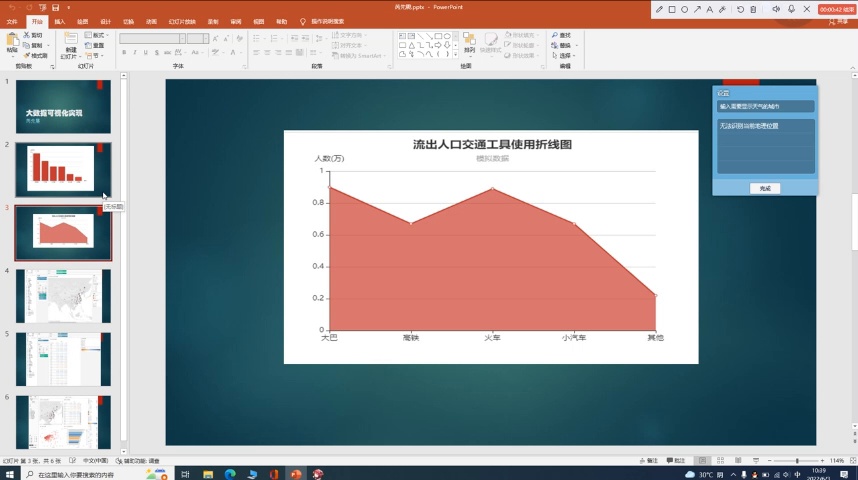 肖先周.pptx - PowerPoint
00:00:42 结束
文件 开始 插入 绘图 设计 切换 动画 幻灯片放映 录制 审阅 视图 帮助 操作说明搜索 共享
粘贴 剪切 复制 格式刷
新建 幻灯片 版式 重置 节
文字方向
对齐文本
转换为 SmartArt
排列 快速样式 形状填充 形状轮廓 形状效果
查找 替换 选择
剪贴板 幻灯片 字体 段落 绘图 编辑
1
大数据可视化实现
2
(无标题)
3
4
5
6
流出人口交通工具使用折线图
模拟数据
人数(万)
1
0.8
0.6
0.4
0.2
0
大巴 高铁 火车 小汽车 其他
设置
输入需要显示天气的城市
无法识别当前地理位置
完成
幻灯片 第 3 张，共 6 张 中文(中国) 辅助功能: 调查 备注 批注 114%
在这里输入你要搜索的内容
30°C 阴 中 10:39